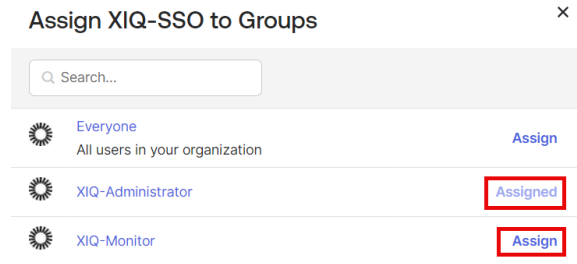 Assign XIQ-SSO to Groups
Search...
Everyone
All users in your organization
Assign
XIQ-Administrator
Assigned
XIQ-Monitor
Assign